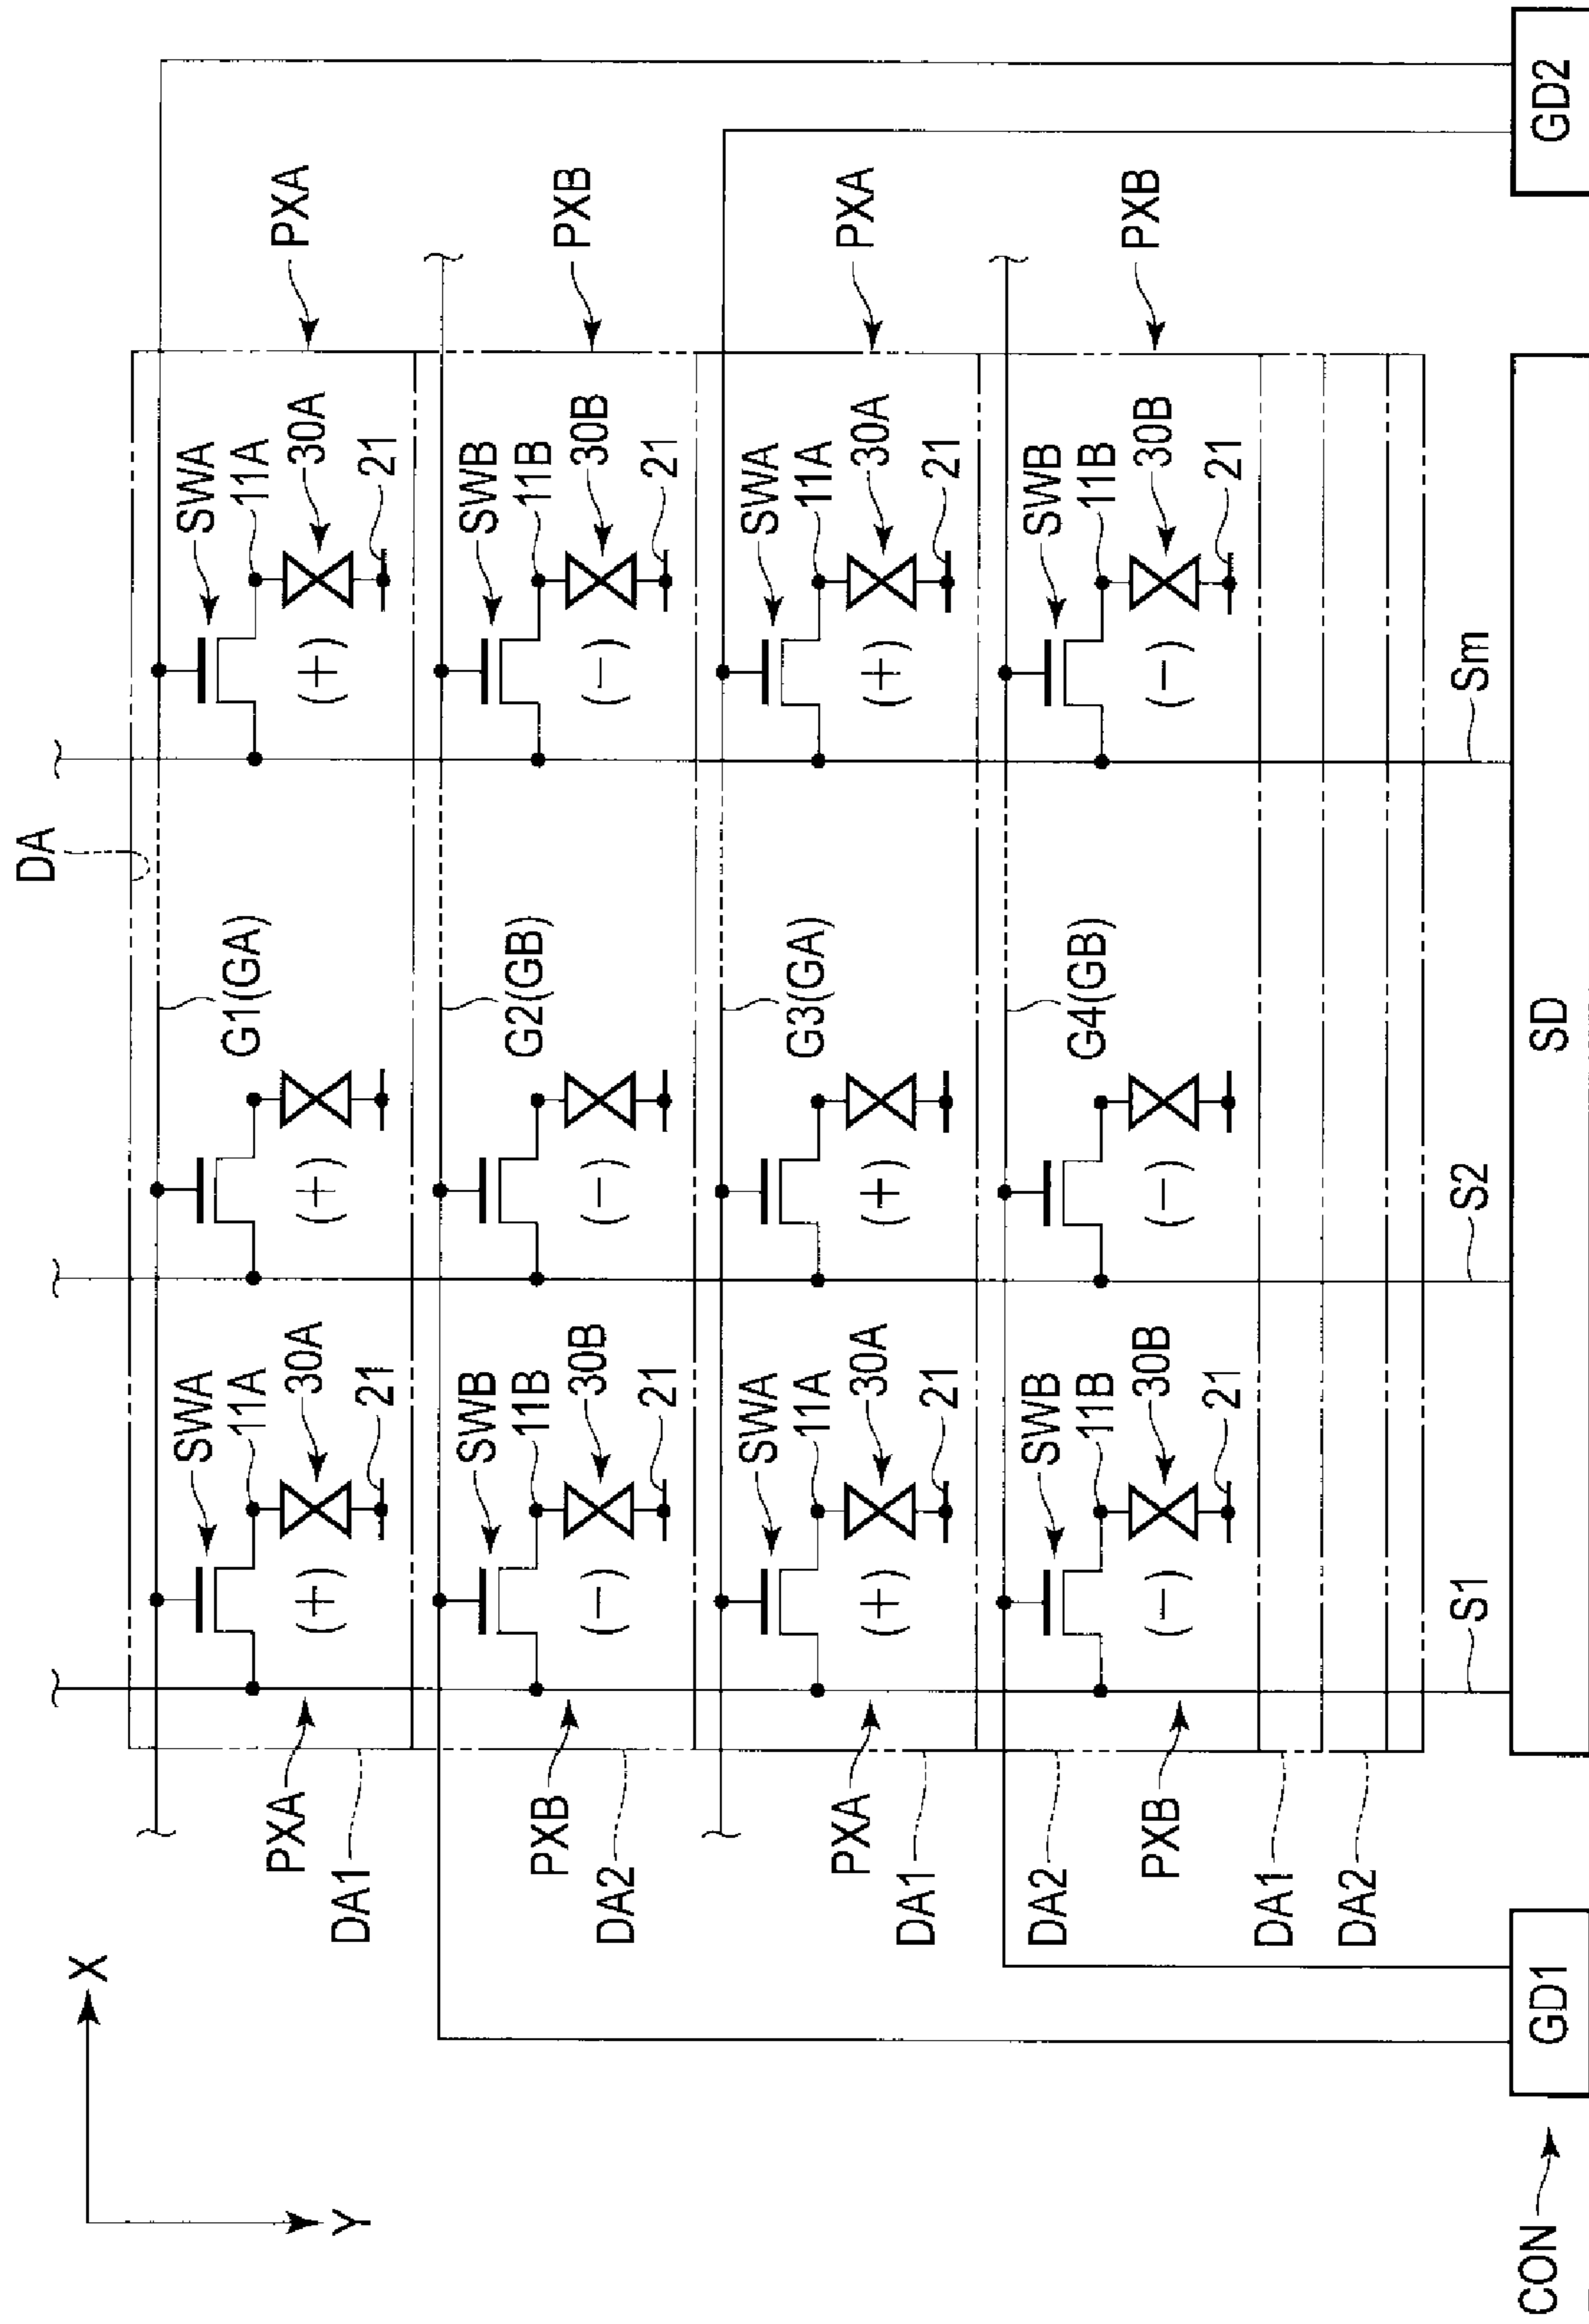 DA
X
SWA
SWA
11A
G1(GA)
11A
PXA
30A
30A
PXA
(+)
(+)
(+)
Y
DA1
21
21
SWB
SWB
11B
G2(GB)
11B
PXB
30B
30B
PXB
(−)
(−)
(−)
DA2
21
21
SWA
SWA
11A
G3(GA)
11A
PXA
30A
30A
PXA
(+)
(+)
(+)
DA1
21
21
SWB
SWB
DA2
11B
G4(GB)
11B
PXB
30B
30B
PXB
(−)
(−)
(−)
21
21
DA1
DA2
S1
S2
Sm
CON
GD1
SD
GD2